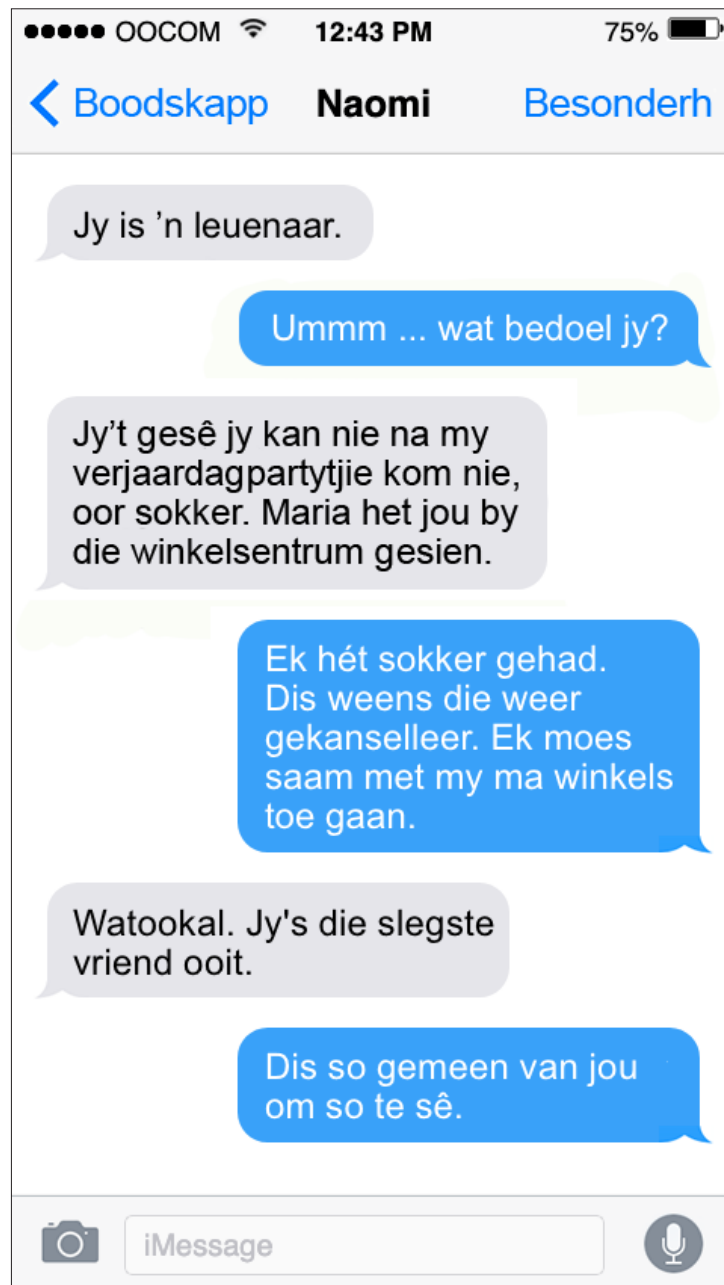 OOCOM 12:43 PM 75%
Boodskapp Naomi Besonderh
Jy is ’n leuenaar.
Ummm ... wat bedoel jy?
Jy’t gesê jy kan nie na my
verjaardagpartytjie kom nie,
oor sokker. Maria het jou by
die winkelsentrum gesien.
Ek hét sokker gehad.
Dis weens die weer
gekanselleer. Ek moes
saam met my ma winkels
toe gaan.
Watookal. Jy's die slegste
vriend ooit.
Dis so gemeen van jou
om so te sê.
iMessage